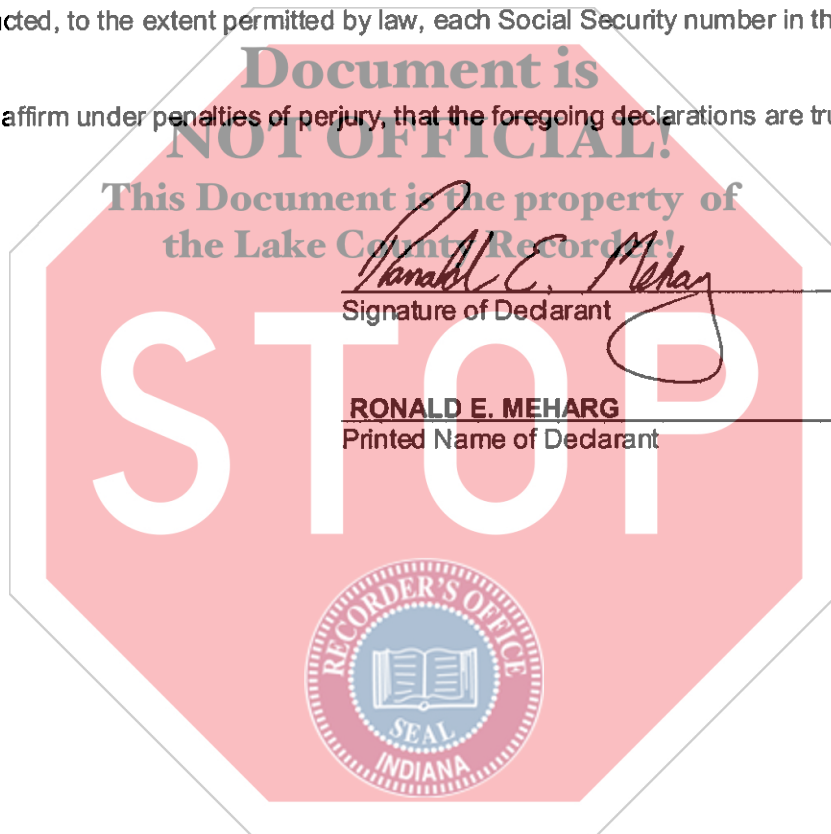 cted, to the extent permitted by law, each Social Security number in th
Document is
affirm under penalties of perjury, that the foregoing declarations are tru
NOT OFFICIAL!
This Document is the property of
the Lake County Recorder!
Ronald E. Meharg
Signature of Declarant
RONALD E. MEHARG
Printed Name of Declarant
STOP
RECORDER'S OFFICE
SEAL
INDIANA